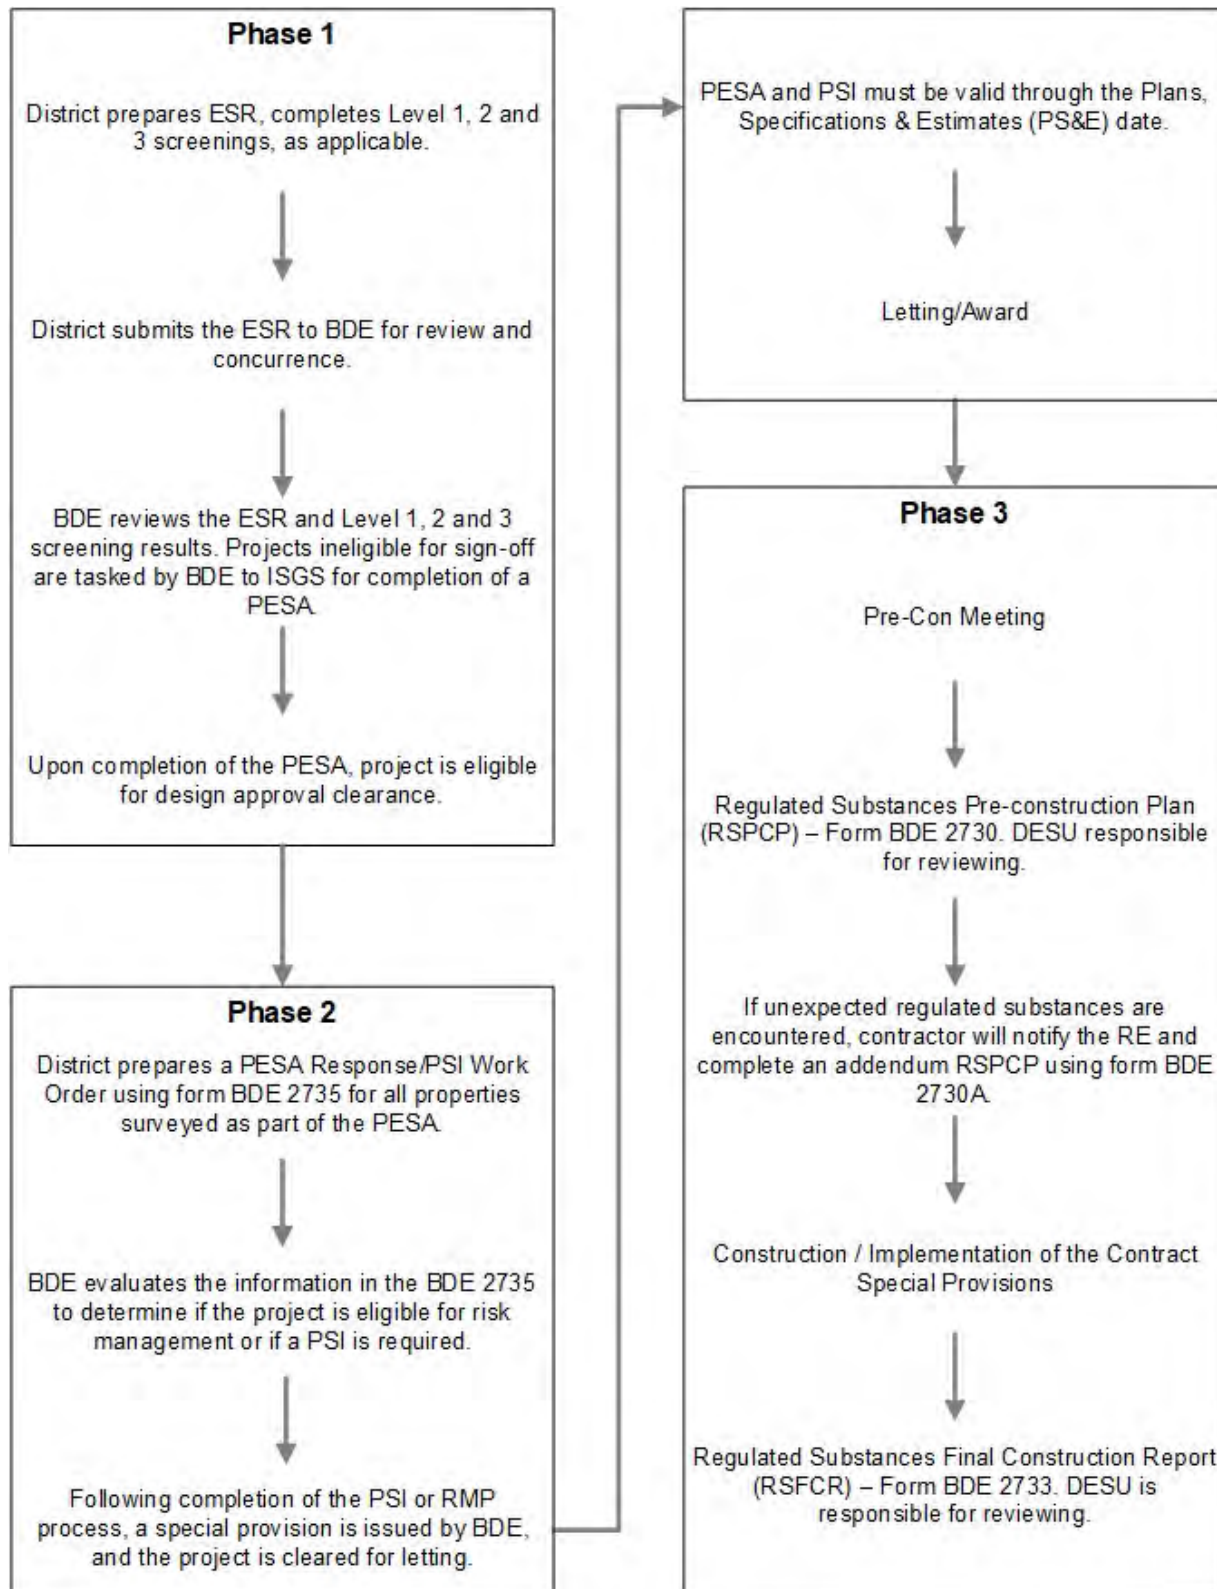 Phase 1
District prepares ESR, completes Level 1, 2 and
3 screenings, as applicable.
District submits the ESR to BDE for review and
concurrence.
BDE reviews the ESR and Level 1, 2 and 3
screening results. Projects ineligible for sign-off
are tasked by BDE to ISGS for completion of a
PESA.
Upon completion of the PESA, project is eligible
for design approval clearance.
Phase 2
District prepares a PESA Response/PSI Work
Order using form BDE 2735 for all properties
surveyed as part of the PESA.
BDE evaluates the information in the BDE 2735
to determine if the project is eligible for risk
management or if a PSI is required.
Following completion of the PSI or RMP
process, a special provision is issued by BDE,
and the project is cleared for letting.
PESA and PSI must be valid through the Plans,
Specifications & Estimates (PS&E) date.
Letting/Award
Phase 3
Pre-Con Meeting
Regulated Substances Pre-construction Plan
(RSPCP) – Form BDE 2730. DESU responsible
for reviewing.
If unexpected regulated substances are
encountered, contractor will notify the RE and
complete an addendum RSPCP using form BDE
2730A.
Construction / Implementation of the Contract
Special Provisions
Regulated Substances Final Construction Report
(RSFCR) – Form BDE 2733. DESU is
responsible for reviewing.